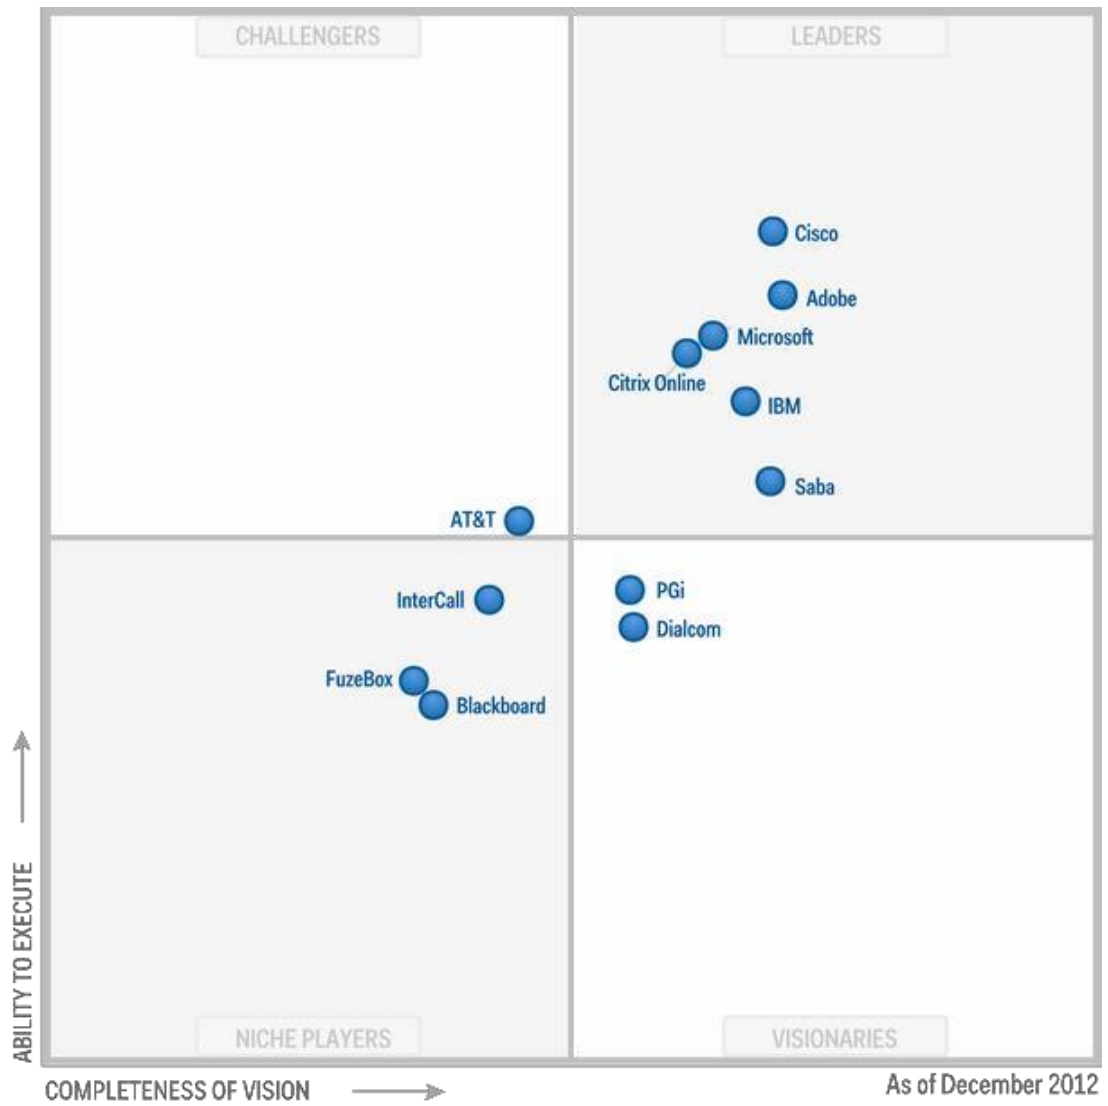 CHALLENGERS
LEADERS
Cisco
Adobe
Microsoft
Citrix Online
IBM
Saba
AT&T
InterCall
PGi
Dialcom
FuzeBox
Blackboard
ABILITY TO EXECUTE
NICHE PLAYERS
VISIONARIES
COMPLETENESS OF VISION
As of December 2012